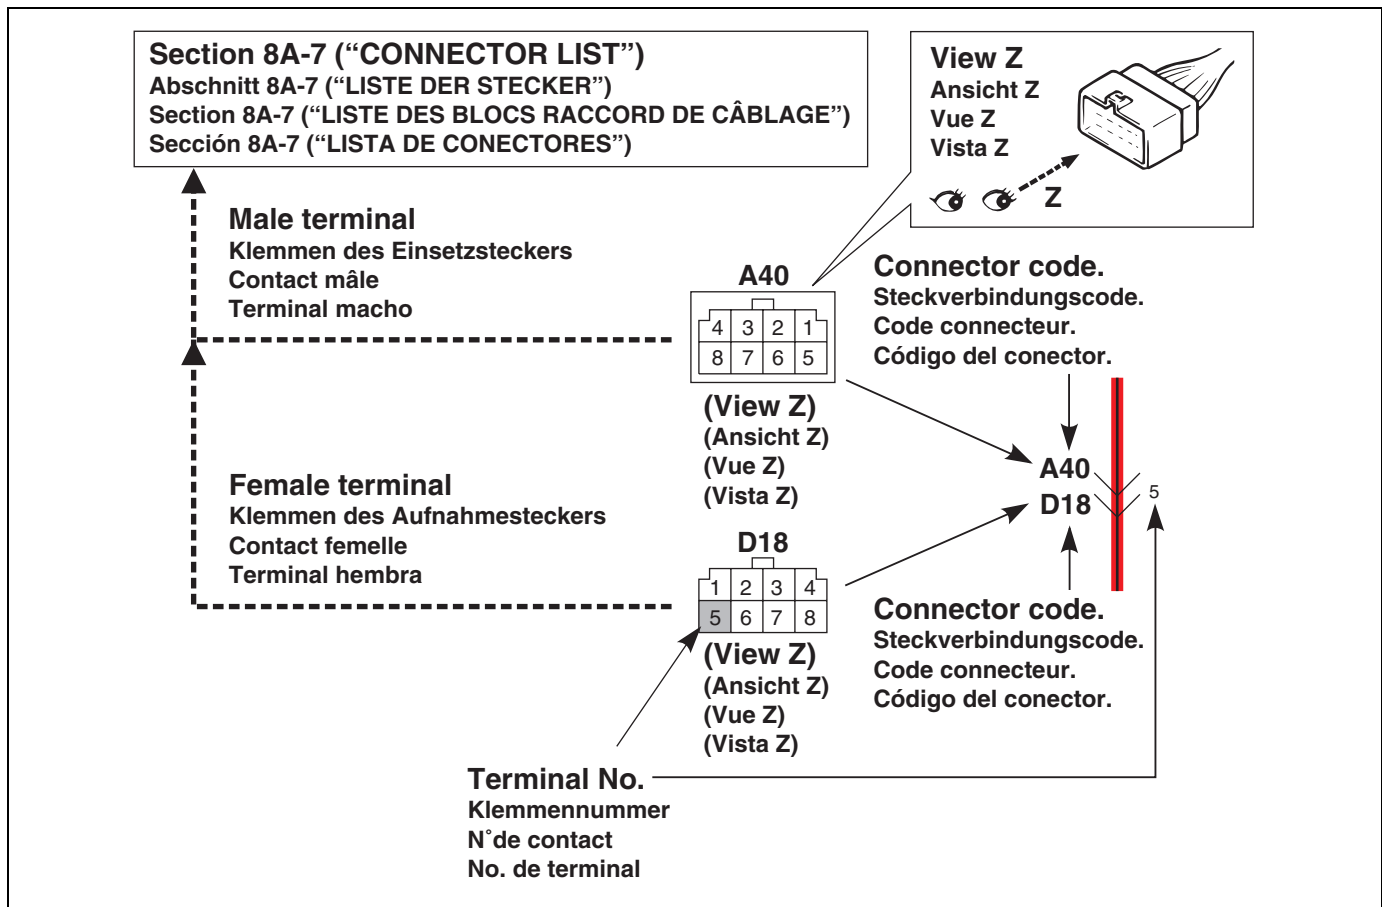 Section 8A-7 (“CONNECTOR LIST”)
Abschnitt 8A-7 (“LISTE DER STECKER”)
Section 8A-7 (“LISTE DES BLOCS RACCORD DE CÂBLAGE”)
Sección 8A-7 (“LISTA DE CONECTORES”)
View Z
Ansicht Z
Vue Z
Vista Z
Z
Male terminal
Klemmen des Einsetzsteckers
Contact mâle
Terminal macho
A40
4 3 2 1
8 7 6 5
(View Z)
(Ansicht Z)
(Vue Z)
(Vista Z)
Connector code.
Steckverbindungscode.
Code connecteur.
Código del conector.
A40
D18
5
Female terminal
Klemmen des Aufnahmesteckers
Contact femelle
Terminal hembra
D18
1 2 3 4
5 6 7 8
(View Z)
(Ansicht Z)
(Vue Z)
(Vista Z)
Connector code.
Steckverbindungscode.
Code connecteur.
Código del conector.
Terminal No.
Klemmennummer
N°de contact
No. de terminal